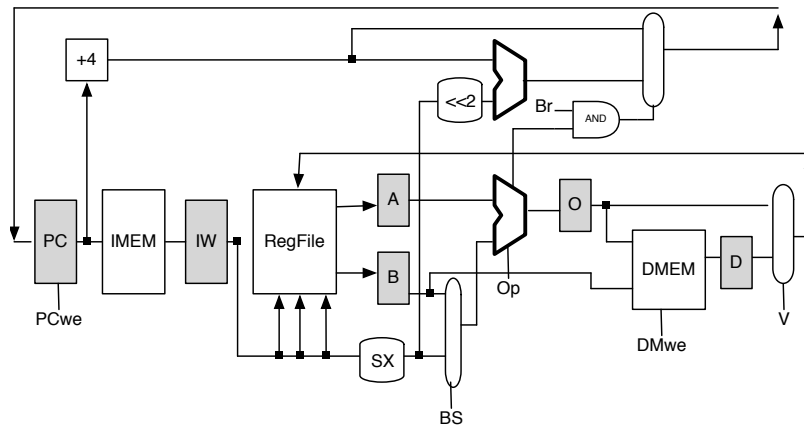 +4
<<2
Br
AND
A
O
PC
IMEM
IW
RegFile
B
DMEM
D
Op
PCwe
V
DMwe
SX
BS